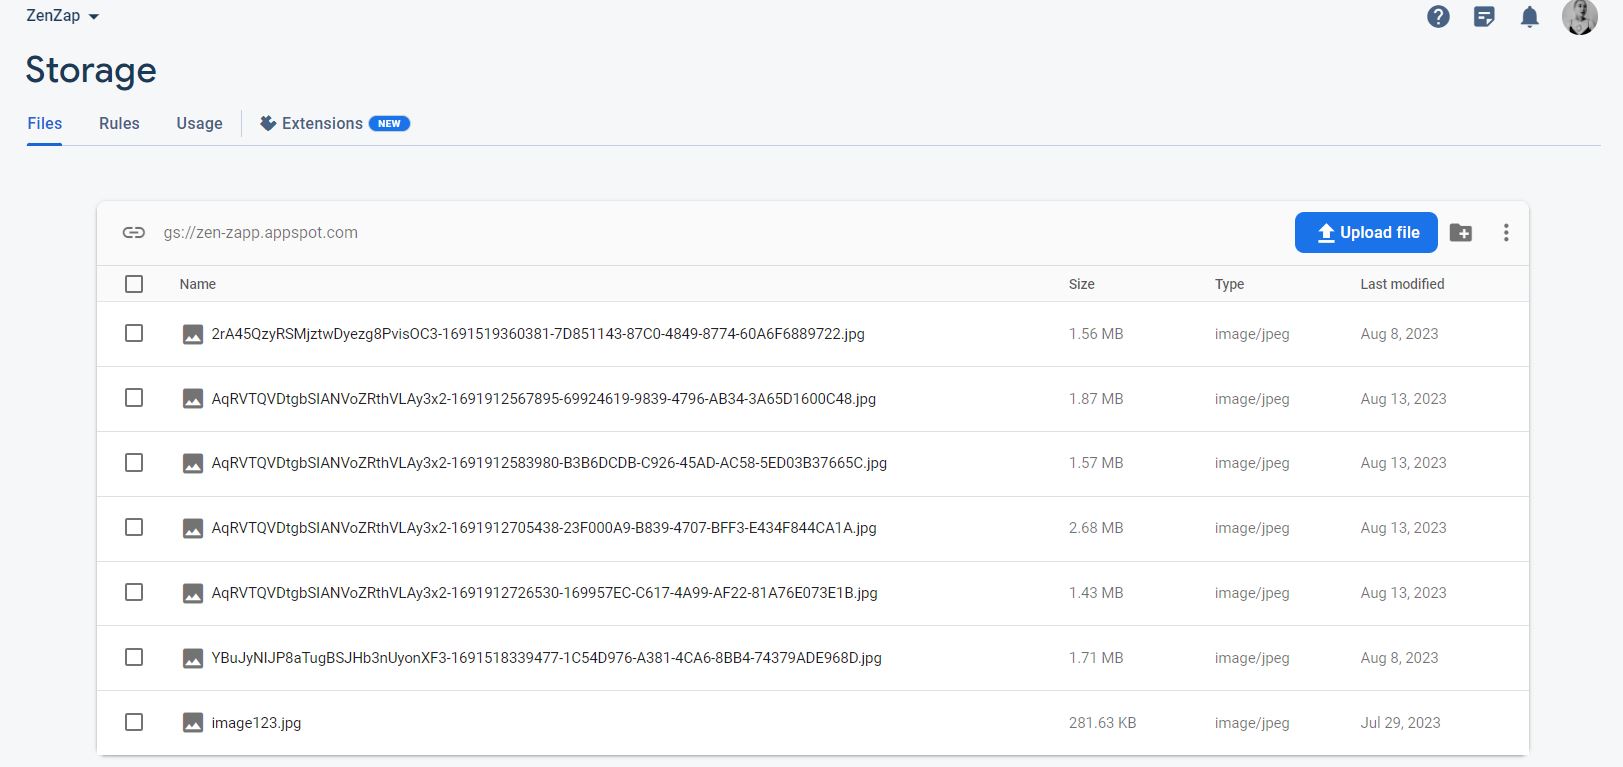 ZenZap
Storage
Files Rules Usage Extensions NEW
gs://zen-zapp.appspot.com Upload file
Name Size Type Last modified
2rA45QzyRSMjztwDyezg8PvisOC3-1691519360381-7D851143-87C0-4849-8774-60A6F6889722.jpg 1.56 MB image/jpeg Aug 8, 2023
AqRVTQVDtgbSIANVoZRthVLAy3x2-1691912567895-69924619-9839-4796-AB34-3A65D1600C48.jpg 1.87 MB image/jpeg Aug 13, 2023
AqRVTQVDtgbSIANVoZRthVLAy3x2-1691912583980-B3B6DCDB-C926-45AD-AC58-5ED03B37665C.jpg 1.57 MB image/jpeg Aug 13, 2023
AqRVTQVDtgbSIANVoZRthVLAy3x2-1691912705438-23F000A9-B839-4707-BFF3-E434F844CA1A.jpg 2.68 MB image/jpeg Aug 13, 2023
AqRVTQVDtgbSIANVoZRthVLAy3x2-1691912726530-169957EC-C617-4A99-AF22-81A76E073E1B.jpg 1.43 MB image/jpeg Aug 13, 2023
YBuJyNIJP8aTugBSJHb3nUyonXF3-1691518339477-1C54D976-A381-4CA6-8BB4-74379ADE968D.jpg 1.71 MB image/jpeg Aug 8, 2023
image123.jpg 281.63 KB image/jpeg Jul 29, 2023